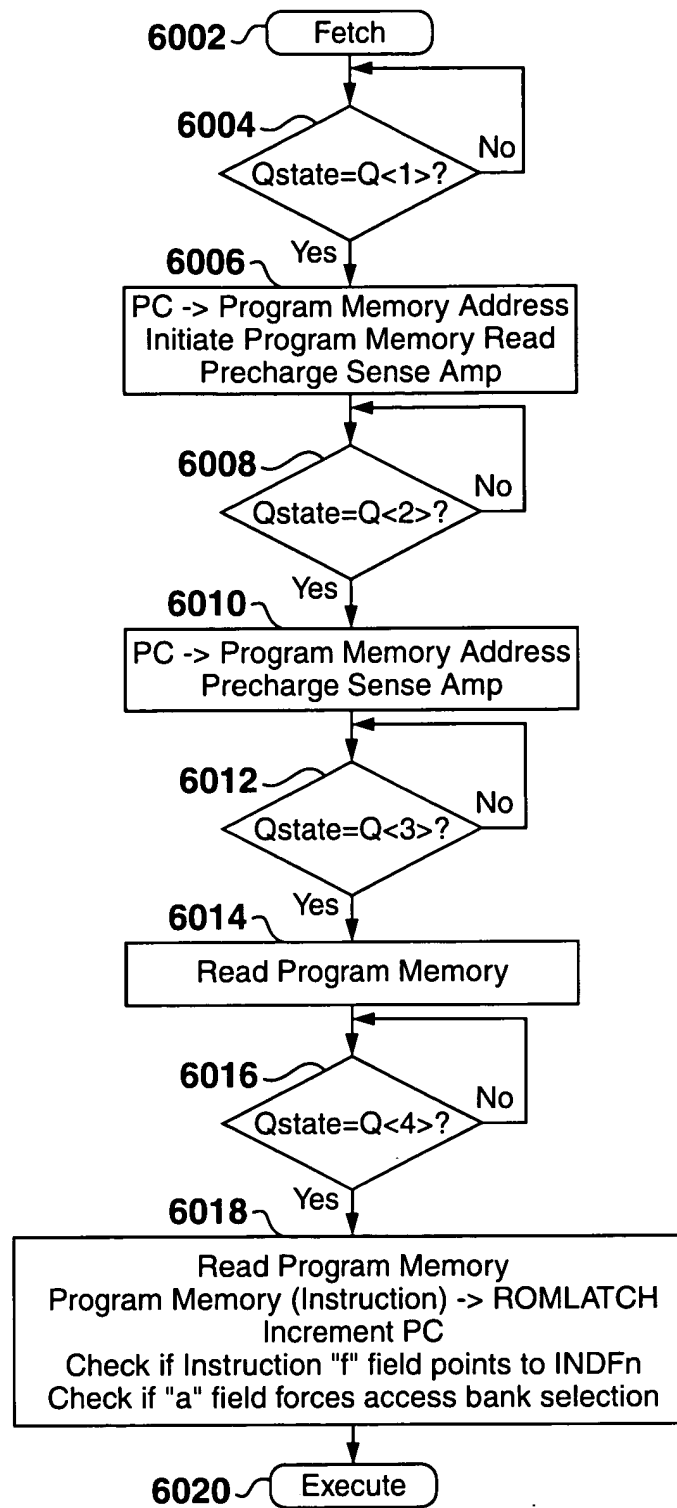 6002
Fetch
6004
Qstate=Q<1>?
No
Yes
6006
PC -> Program Memory Address
Initiate Program Memory Read
Precharge Sense Amp
6008
Qstate=Q<2>?
No
Yes
6010
PC -> Program Memory Address
Precharge Sense Amp
6012
Qstate=Q<3>?
No
Yes
6014
Read Program Memory
6016
Qstate=Q<4>?
No
Yes
6018
Read Program Memory
Program Memory (Instruction) -> ROMLATCH
Increment PC
Check if Instruction "f" field points to INDFn
Check if "a" field forces access bank selection
6020
Execute